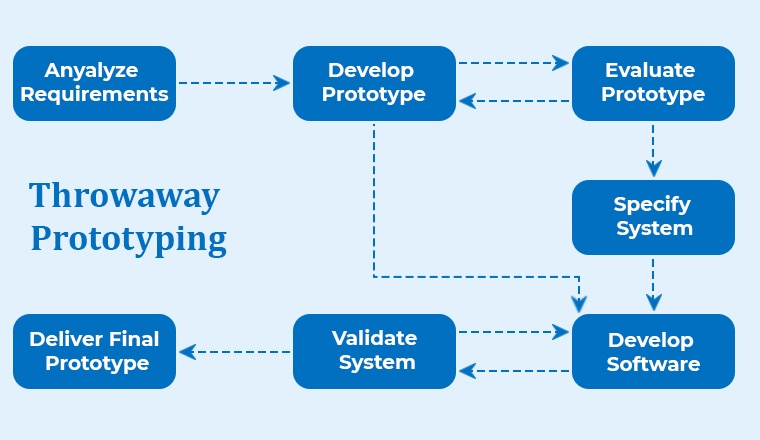 Anyalyze
Requirements
Develop
Prototype
Evaluate
Prototype
Throwaway
Prototyping
Specify
System
Deliver Final
Prototype
Validate
System
Develop
Software